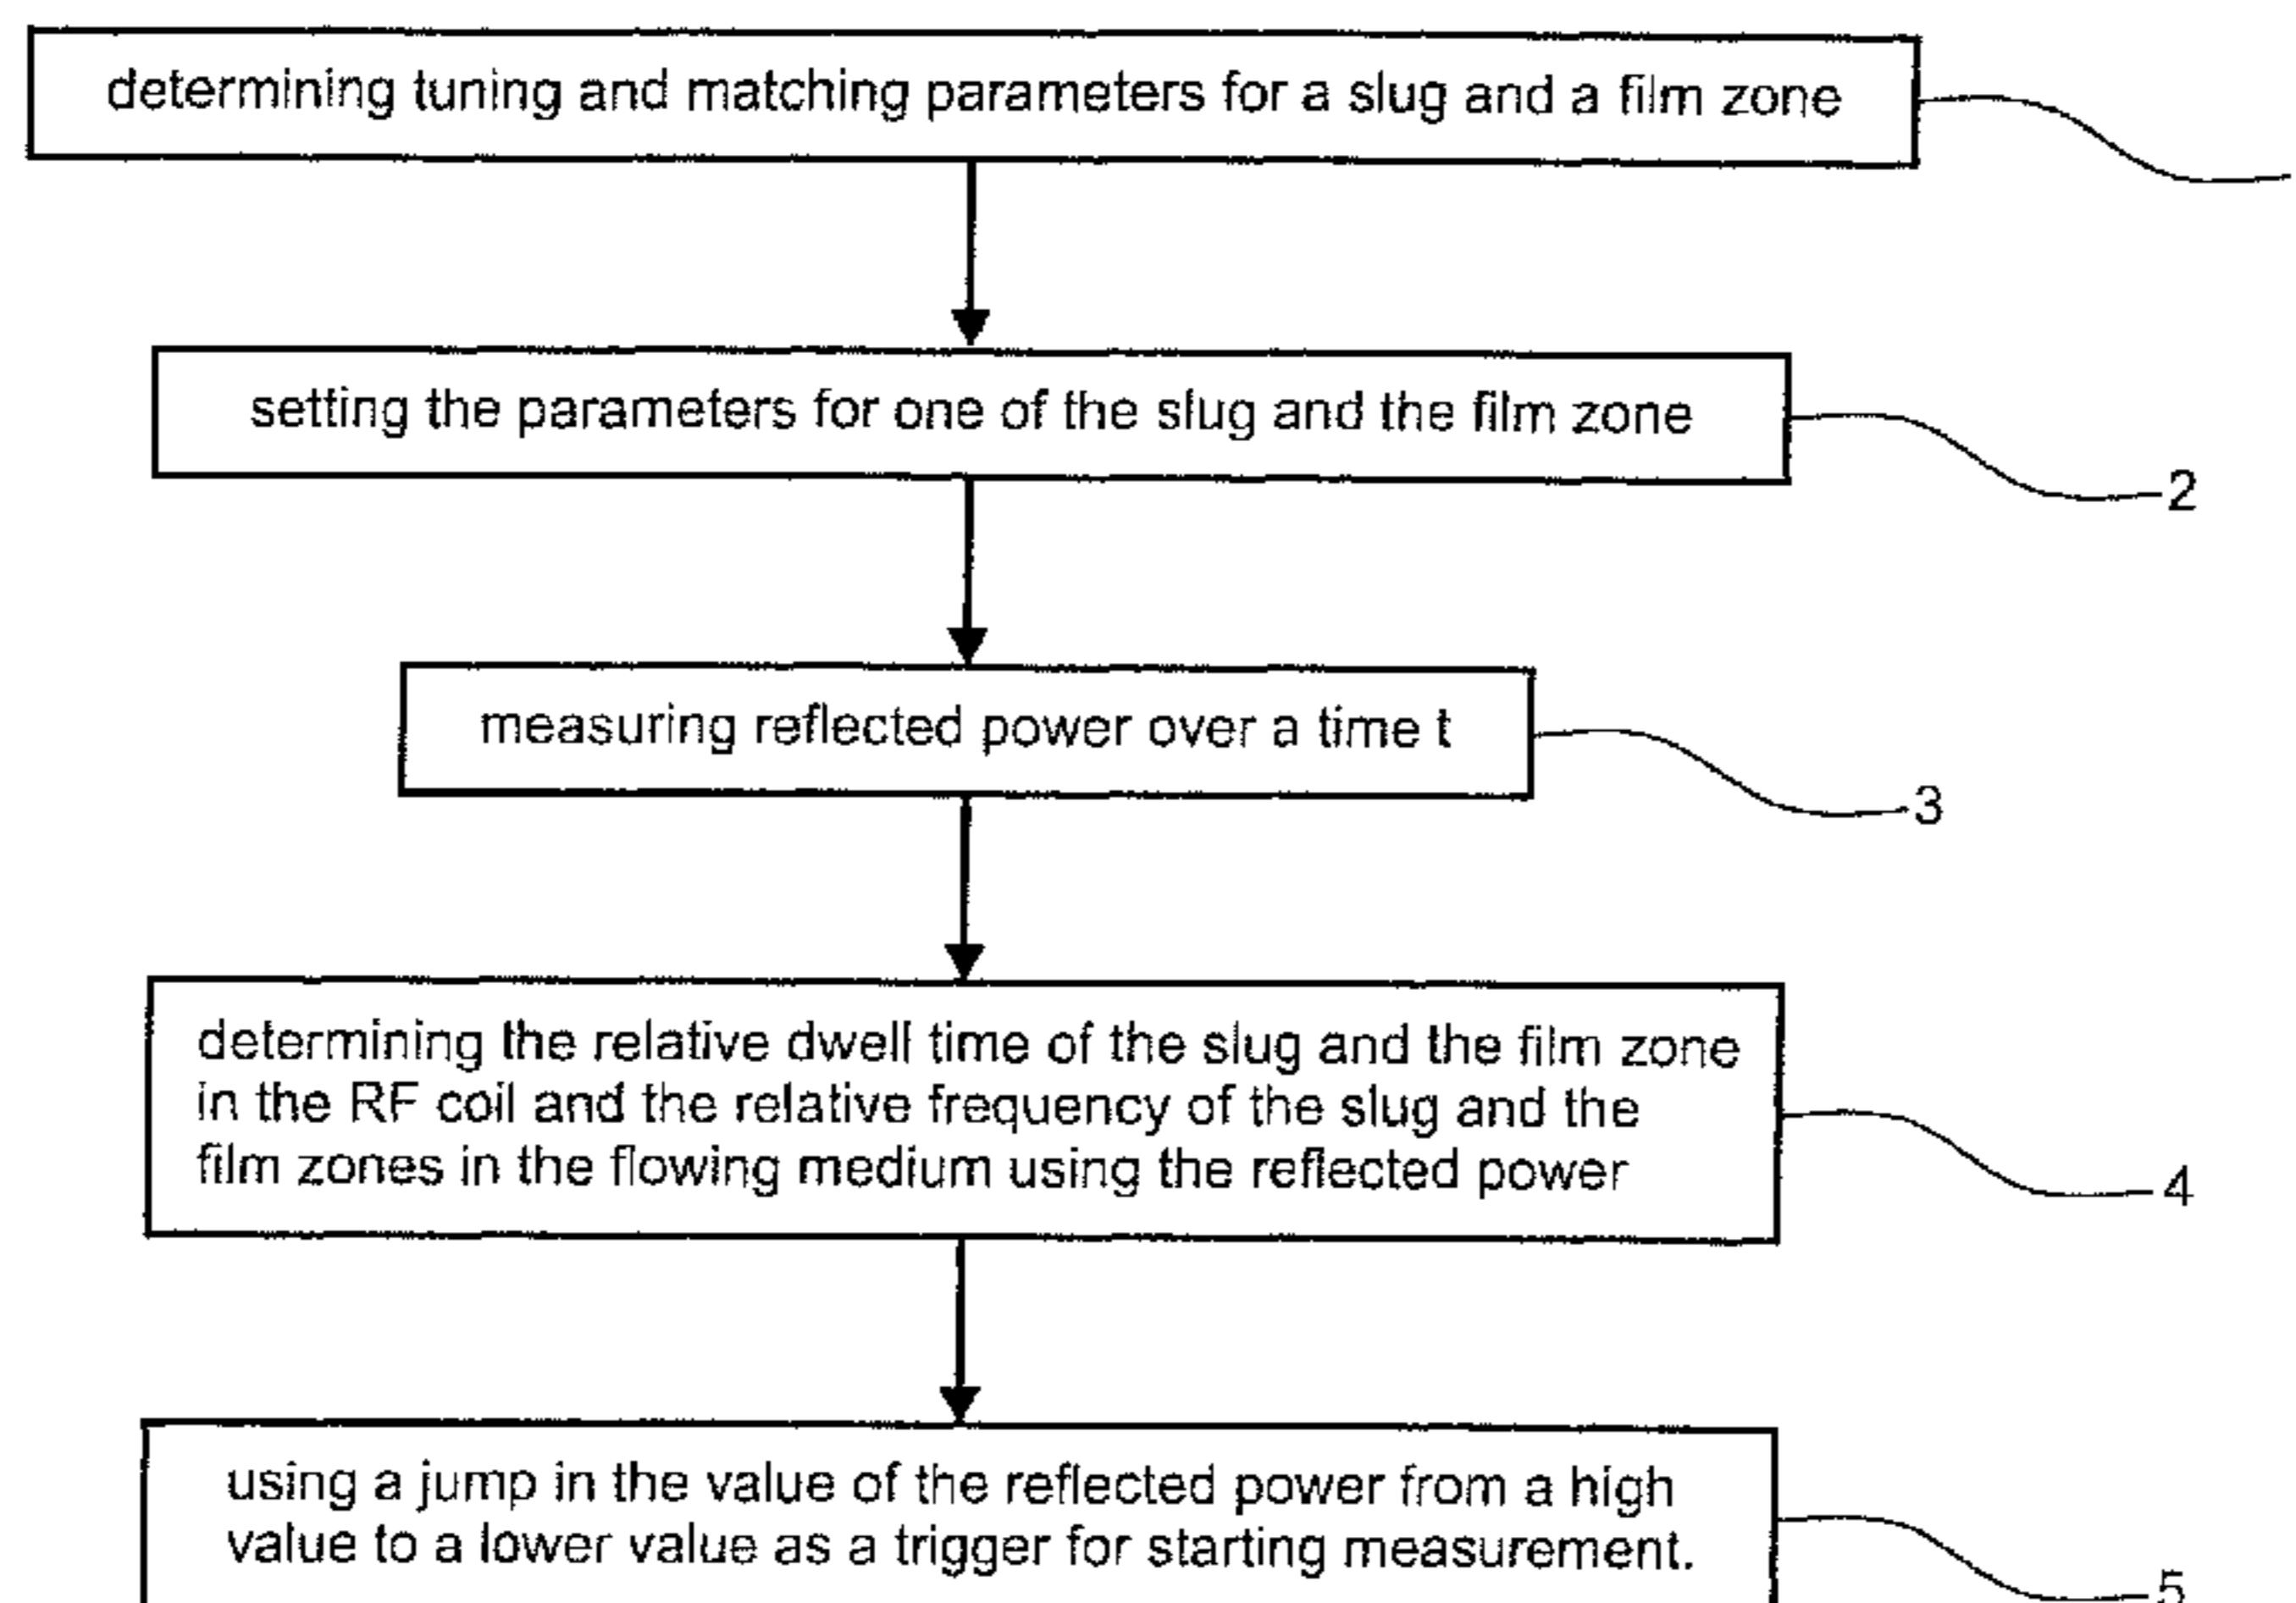 determining tuning and matching parameters for a slug and a film zone
setting the parameters for one of the slug and the film zone
2
measuring reflected power over a time t
3
determining the relative dwell time of the slug and the film zone
in the RF coil and the relative frequency of the slug and the
film zones in the flowing medium using the reflected power
4
using a jump in the value of the reflected power from a high
value to a lower value as a trigger for starting measurement.
5